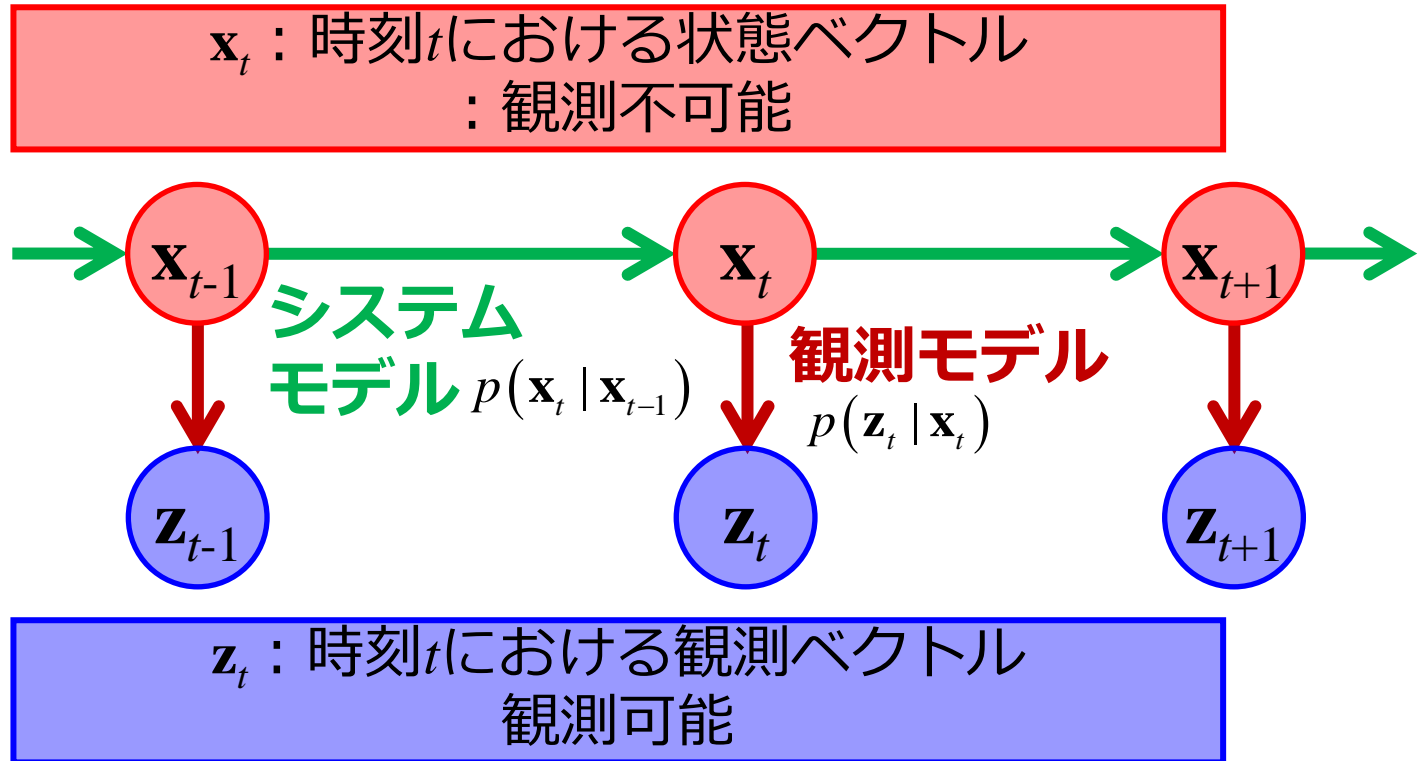 x_t：時刻tにおける状態ベクトル
：観測不可能
x_{t-1}
x_t
x_{t+1}
システム
モデル p(x_t | x_{t−1})
観測モデル
p(z_t | x_t)
z_{t-1}
z_t
z_{t+1}
z_t：時刻tにおける観測ベクトル
観測可能